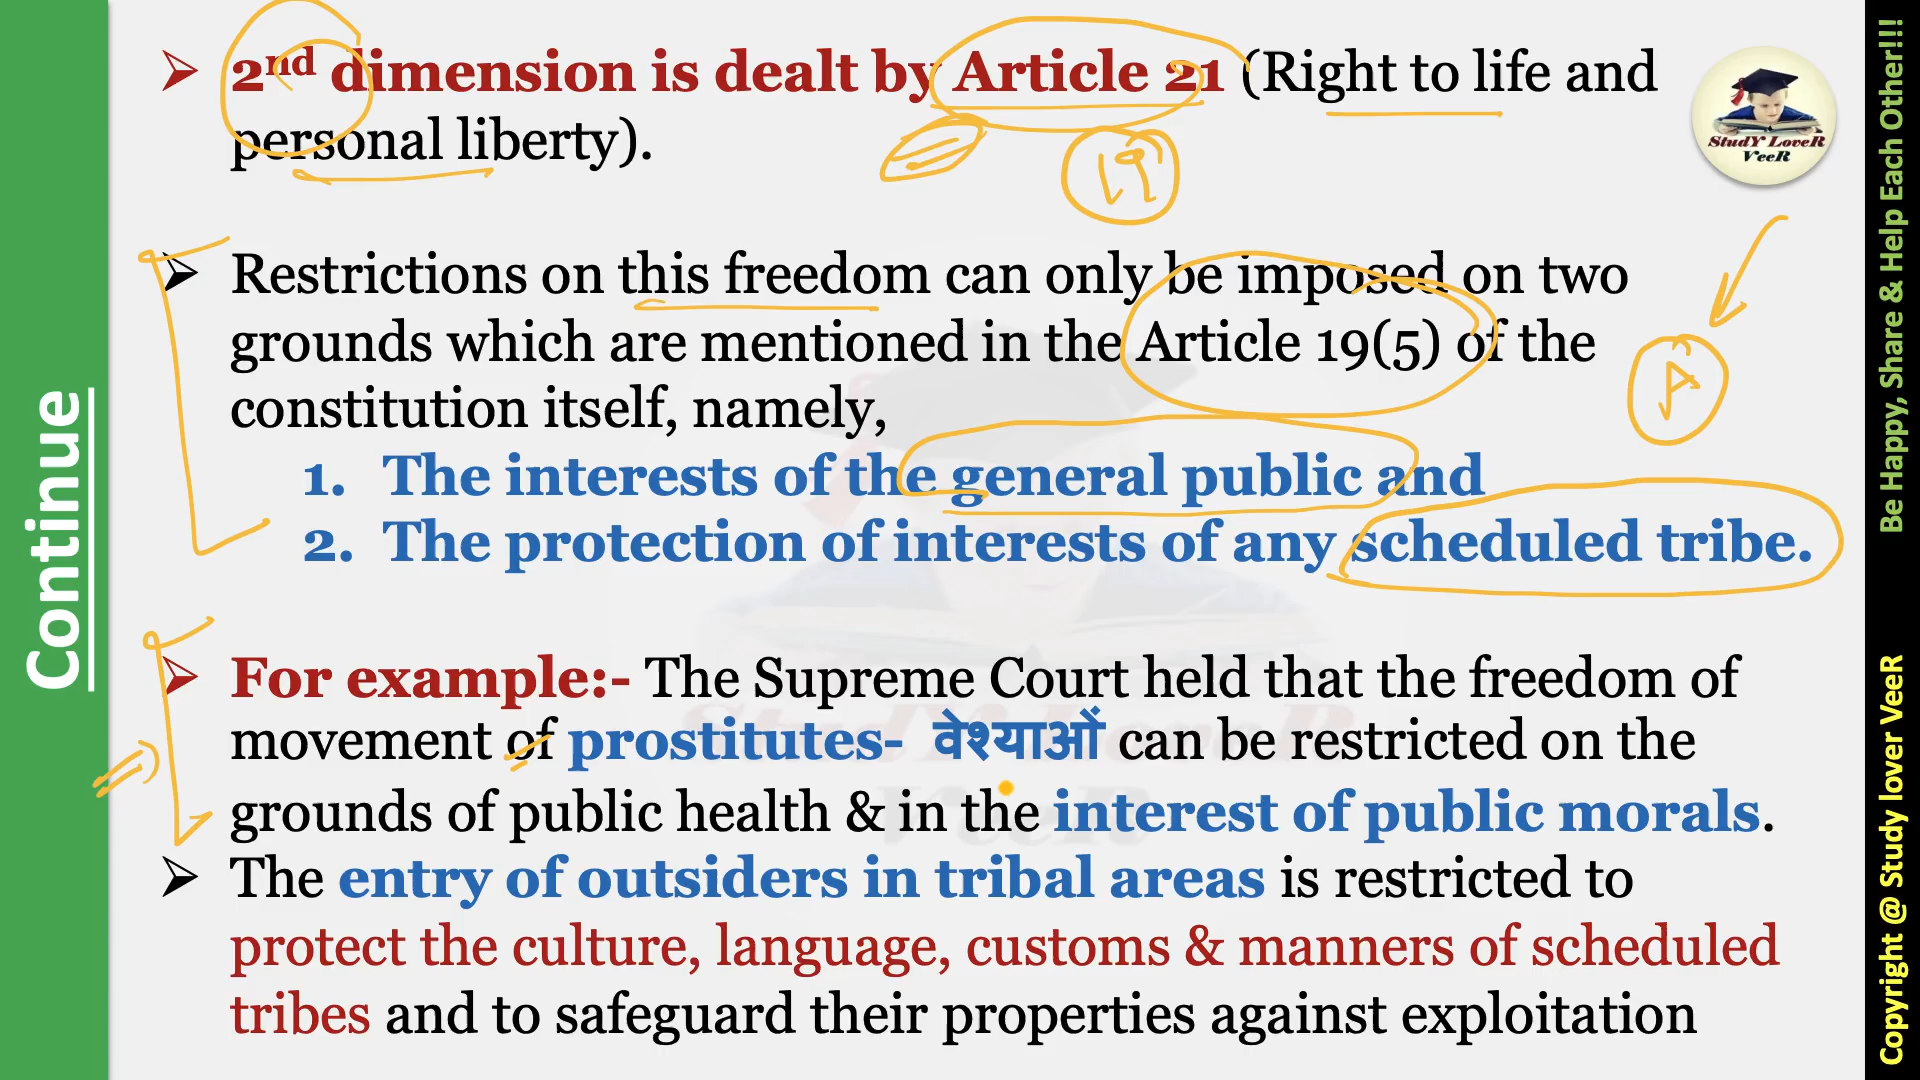 Continue
➢ 2nd dimension is dealt by Article 21 (Right to life and
personal liberty).
19
➢ Restrictions on this freedom can only be imposed on two
grounds which are mentioned in the Article 19(5) of the
constitution itself, namely,
1. The interests of the general public and
2. The protection of interests of any scheduled tribe.
➢ For example:- The Supreme Court held that the freedom of
movement of prostitutes- वेश्याओं can be restricted on the
grounds of public health & in the interest of public morals.
➢ The entry of outsiders in tribal areas is restricted to
protect the culture, language, customs & manners of scheduled
tribes and to safeguard their properties against exploitation
StudY LoveR
VeeR
StudY LoveR
VeeR
Be Happy, Share & Help Each Other!!!
Copyright @ Study lover VeeR